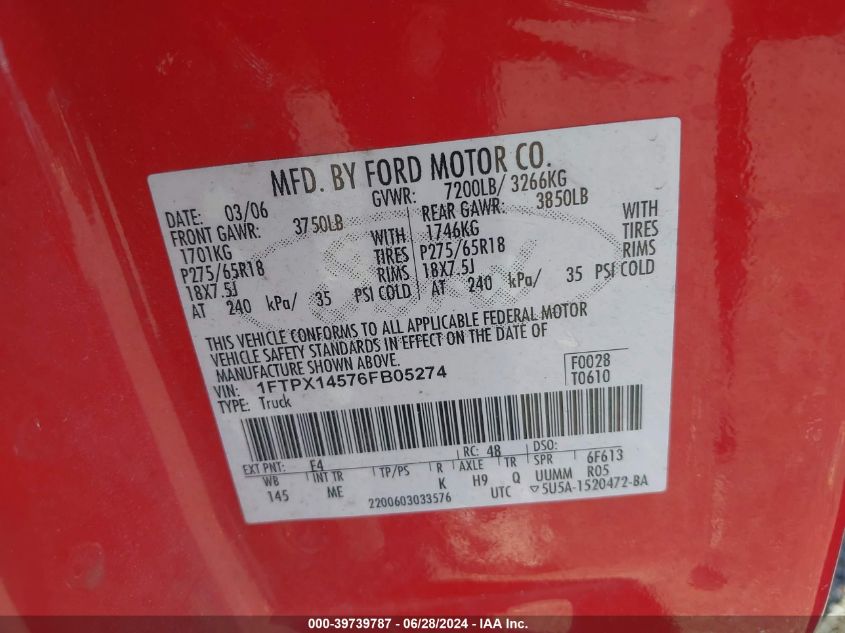 MFD. BY FORD MOTOR CO.
DATE: 03/06 GVWR: 7200LB/ 3266KG
FRONT GAWR: 3750LB REAR GAWR: 3850LB
1701KG WITH 1746KG WITH
P275/65R18 TIRES P275/65R18 TIRES
18X7.5J RIMS 18X7.5J RIMS
AT 240 kPa/ 35 PSI COLD AT 240 kPa/ 35 PSI COLD
THIS VEHICLE CONFORMS TO ALL APPLICABLE FEDERAL MOTOR
VEHICLE SAFETY STANDARDS IN EFFECT ON THE DATE OF
MANUFACTURE SHOWN ABOVE.
VIN: 1FTPX14576FB05274 F0028
TYPE: Truck T0610
EXT PNT: E4 RC: 48 DSO:
WB INT TR TP/PS R AXLE TR SPR 6F613
145 ME K H9 Q UUMM R05
2200603033576 UTC ▽5U5A-1520472-BA
000-39739787 - 06/28/2024 - IAA Inc.